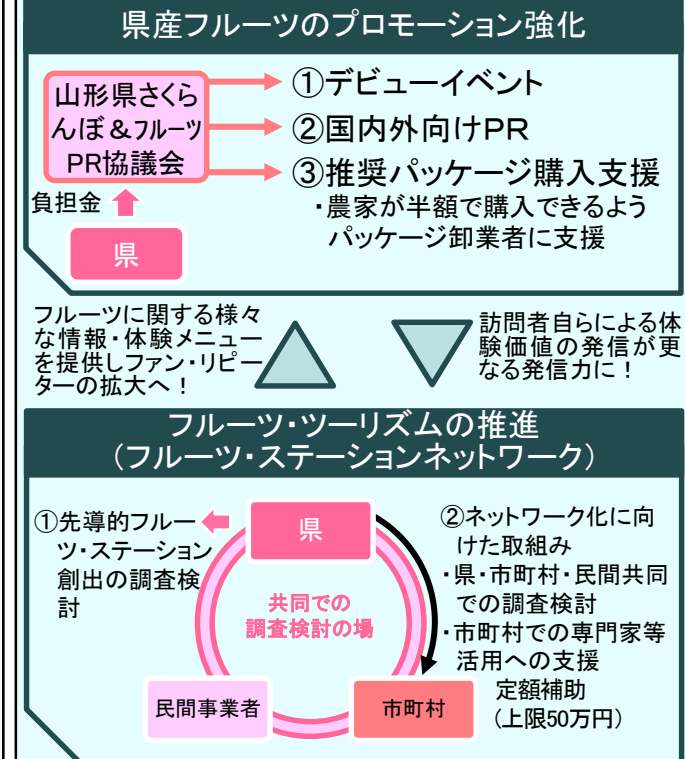 県産フルーツのプロモーション強化
山形県さくら
んぼ＆フルーツ
PR協議会
①デビューイベント
②国内外向けPR
③推奨パッケージ購入支援
・農家が半額で購入できるよう
パッケージ卸業者に支援
負担金
県
フルーツに関する様々
な情報・体験メニュー
を提供しファン・リピー
ターの拡大へ！
訪問者自らによる体
験価値の発信が更
なる発信力に！
フルーツ・ツーリズムの推進
（フルーツ・ステーションネットワーク）
①先導的フルー
ツ・ステーション
創出の調査検
討
県
共同での
調査検討の場
民間事業者
市町村
②ネットワーク化に向
けた取組み
・県・市町村・民間共同
での調査検討
・市町村での専門家等
活用への支援
定額補助
（上限50万円）